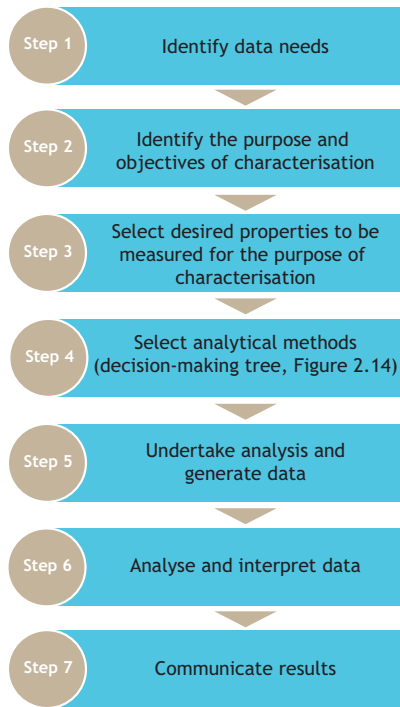 Step 1
Identify data needs
Step 2
Identify the purpose and
objectives of characterisation
Step 3
Select desired properties to be
measured for the purpose of
characterisation
Step 4
Select analytical methods
(decision-making tree, Figure 2.14)
Step 5
Undertake analysis and
generate data
Step 6
Analyse and interpret data
Step 7
Communicate results